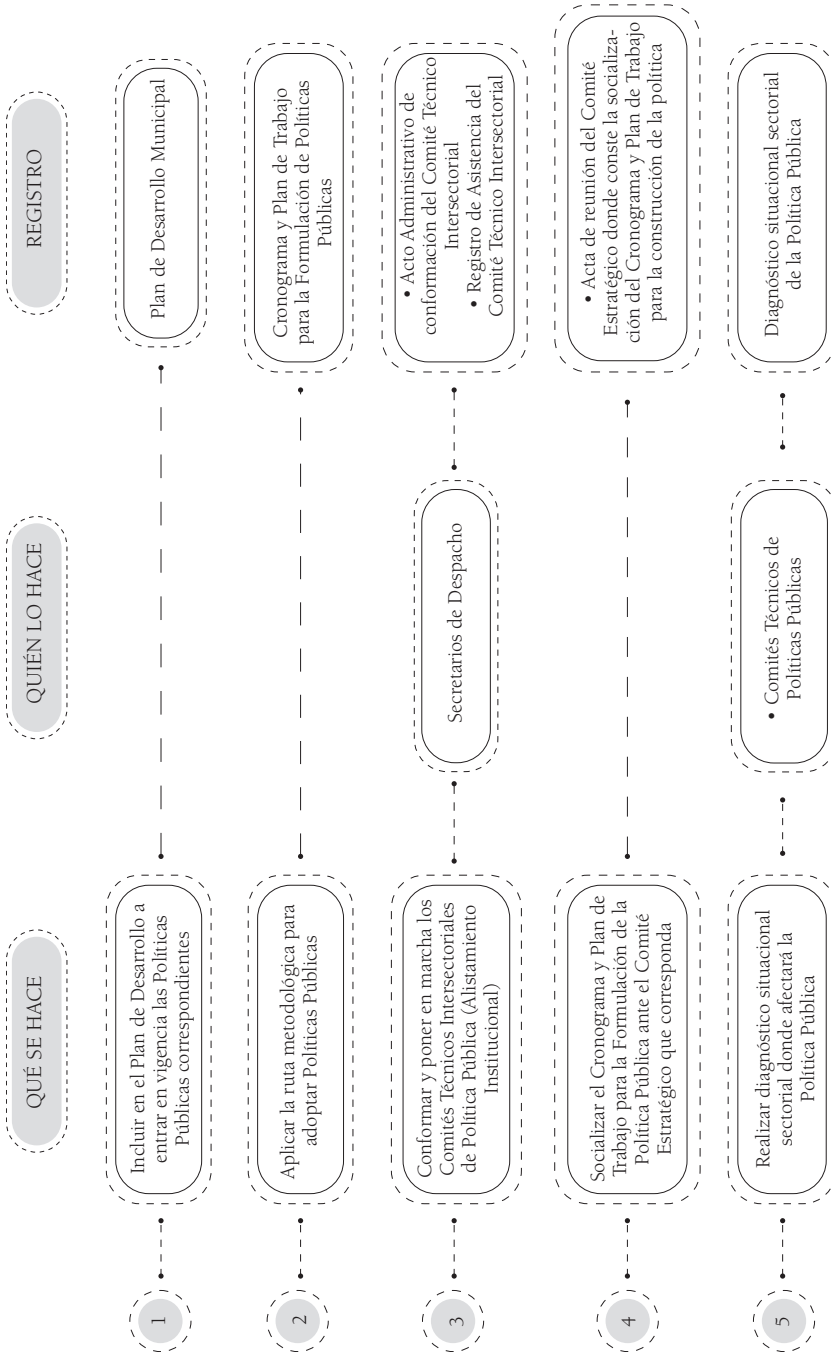 QUÉ SE HACE
QUIÉN LO HACE
REGISTRO
1
Incluir en el Plan de Desarrollo a
entrar en vigencia las Políticas
Públicas correspondientes
Plan de Desarrollo Municipal
2
Aplicar la ruta metodológica para
adoptar Políticas Públicas
Cronograma y Plan de Trabajo
para la Formulación de Políticas
Públicas
3
Conformar y poner en marcha los
Comités Técnicos Intersectoriales
de Política Pública (Alistamiento
Institucional)
Secretarios de Despacho
• Acto Administrativo de
conformación del Comité Técnico
Intersectorial
• Registro de Asistencia del
Comité Técnico Intersectorial
4
Socializar el Cronograma y Plan de
Trabajo para la Formulación de la
Política Pública ante el Comité
Estratégico que corresponda
• Acta de reunión del Comité
Estratégico donde conste la socializa-
ción del Cronograma y Plan de Trabajo
para la construcción de la política
5
Realizar diagnóstico situacional
sectorial donde afectará la
Política Pública
• Comités Técnicos de
Políticas Públicas
Diagnóstico situacional sectorial
de la Política Pública